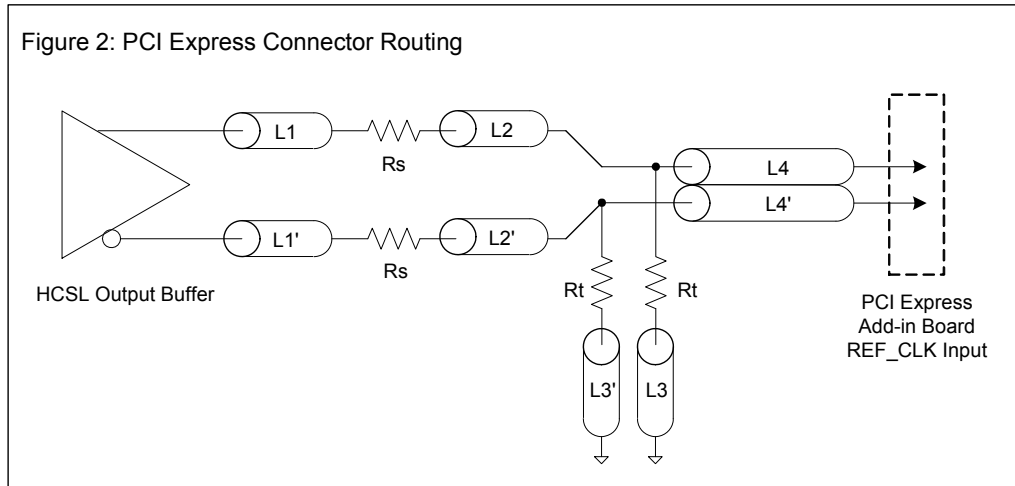 Figure 2: PCI Express Connector Routing
L1
Rs
L2
L4
L4'
L1'
Rs
L2'
HCSL Output Buffer
Rt
Rt
L3'
L3
PCI Express
Add-in Board
REF_CLK Input